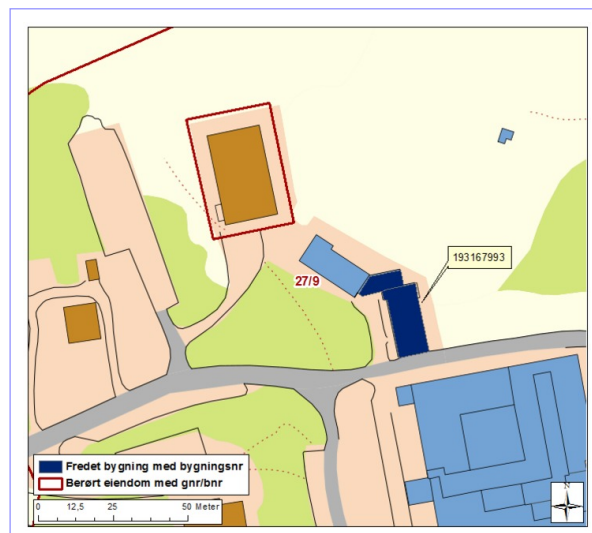 193167993
27/9
Fredet bygning med bygningsnr
Berørt eiendom med gnr/bnr
0 12,5 25 50 Meter
N